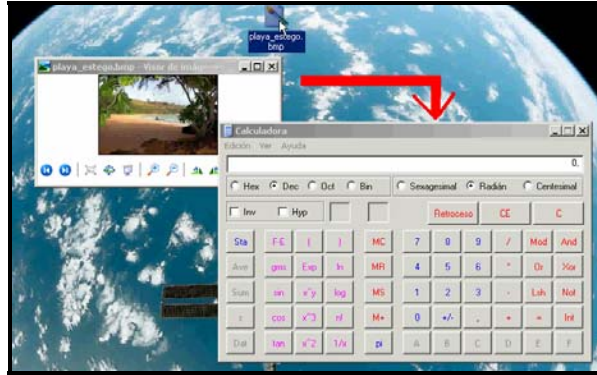 playa_estego.
bmp
playa_estego.bmp - Visor de imágenes
Calculadora
Edición Ver Ayuda
0.
Hex Dec Oct Bin Sexagesimal Radián Centesimal
Inv Hyp Retroceso CE C
Sta F-E ( ) MC 7 8 9 / Mod And
Ave gms Exp ln MR 4 5 6 * Or Xor
Sum sin x^y log MS 1 2 3 - Lsh Not
s cos x^3 n! M+ 0 +/- , + = Int
Dat tan x^2 1/x pi A B C D E F